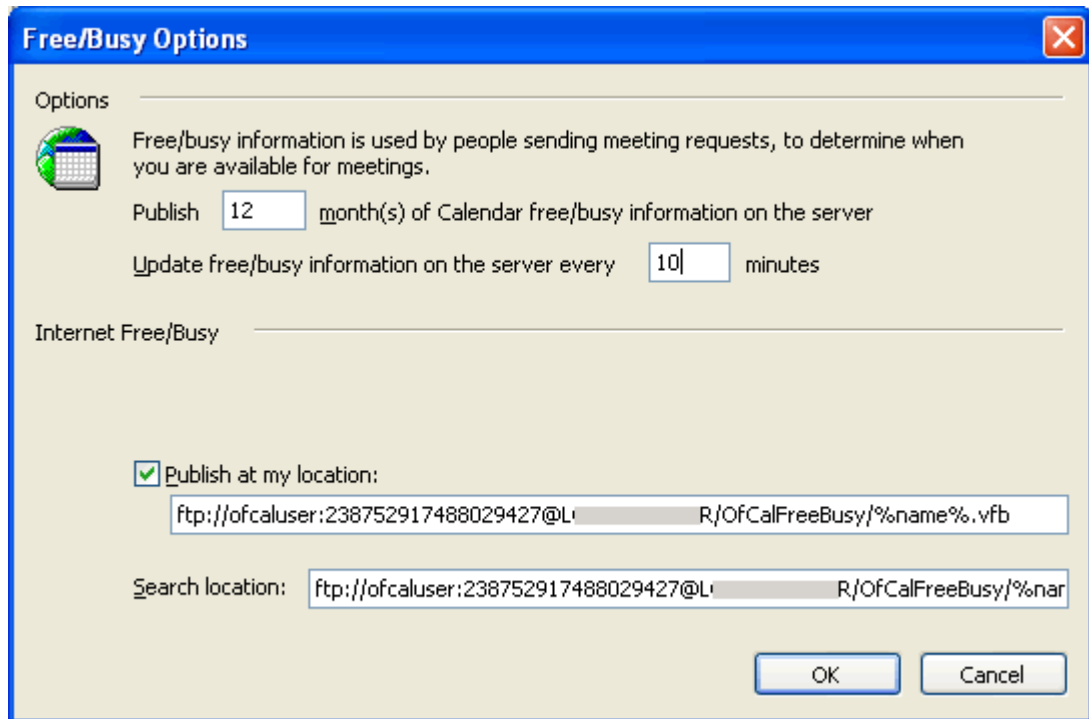 Free/Busy Options
Options
Free/busy information is used by people sending meeting requests, to determine when
you are available for meetings.
Publish 12 month(s) of Calendar free/busy information on the server
Update free/busy information on the server every 10 minutes
Internet Free/Busy
Publish at my location:
ftp://ofcaluser:238752917488029427@L R/OfCalFreeBusy/%name%.vfb
Search location: ftp://ofcaluser:238752917488029427@L R/OfCalFreeBusy/%nar
OK Cancel